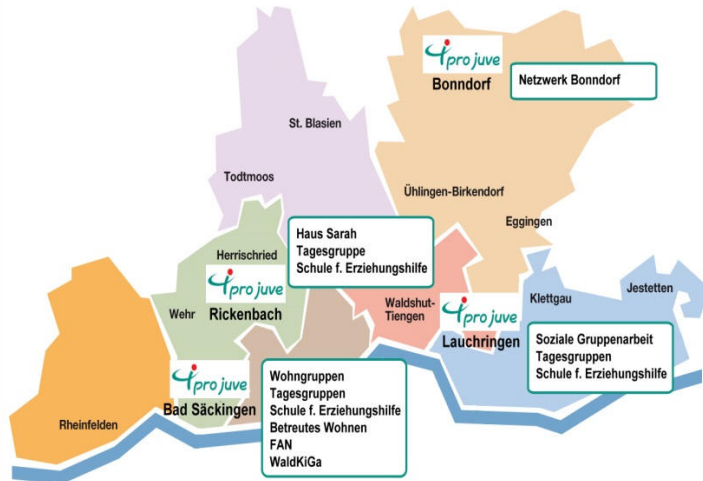 pro juve
Bonndorf
Netzwerk Bonndorf
St. Blasien
Todtmoos
Ühlingen-Birkendorf
Eggingen
Haus Sarah
Tagesgruppe
Schule f. Erziehungshilfe
Herrischried
pro juve
Rickenbach
Wehr
Waldshut-
Tiengen
pro juve
Lauchringen
Klettgau
Jestetten
Soziale Gruppenarbeit
Tagesgruppen
Schule f. Erziehungshilfe
pro juve
Bad Säckingen
Wohngruppen
Tagesgruppen
Schule f. Erziehungshilfe
Betreutes Wohnen
FAN
WaldKiGa
Rheinfelden